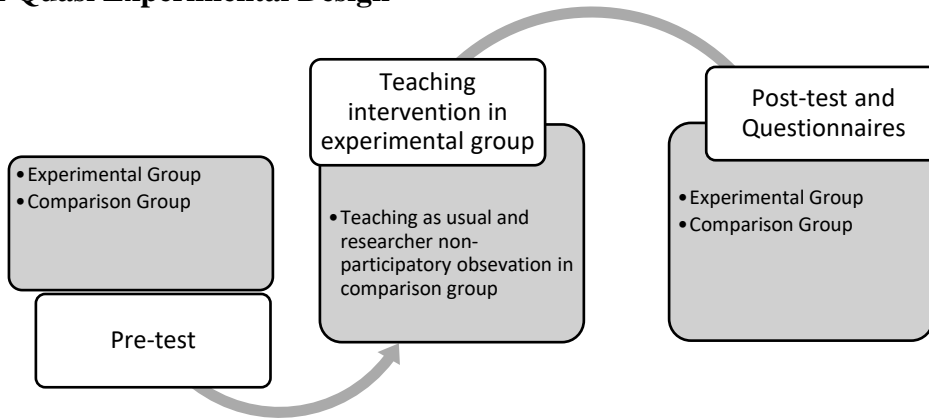 Quasi Experimental Design
• Experimental Group
• Comparison Group
Pre-test
Teaching
intervention in
experimental group
• Teaching as usual and
researcher non-
participatory obsevation in
comparison group
Post-test and
Questionnaires
• Experimental Group
• Comparison Group